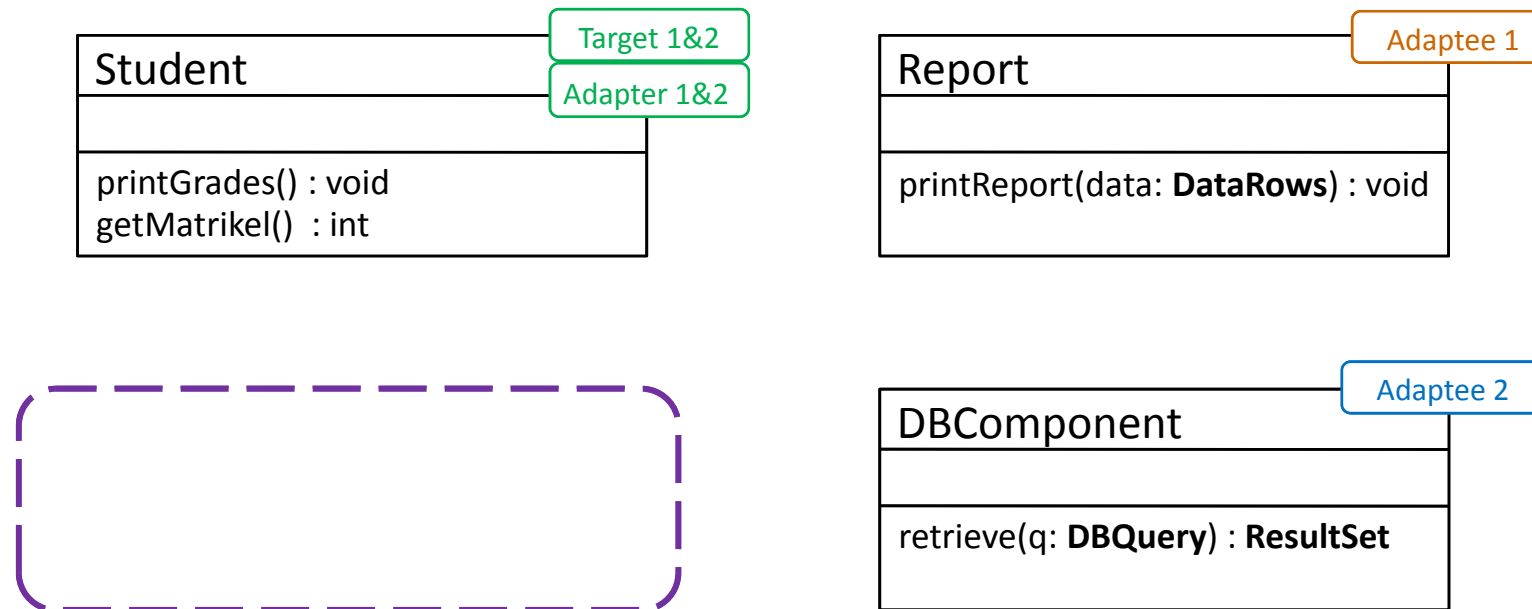 Target 1&2
Student
Adapter 1&2
printGrades() : void
getMatrikel() : int
Adaptee 1
Report
printReport(data: DataRows) : void
Adaptee 2
DBComponent
retrieve(q: DBQuery) : ResultSet